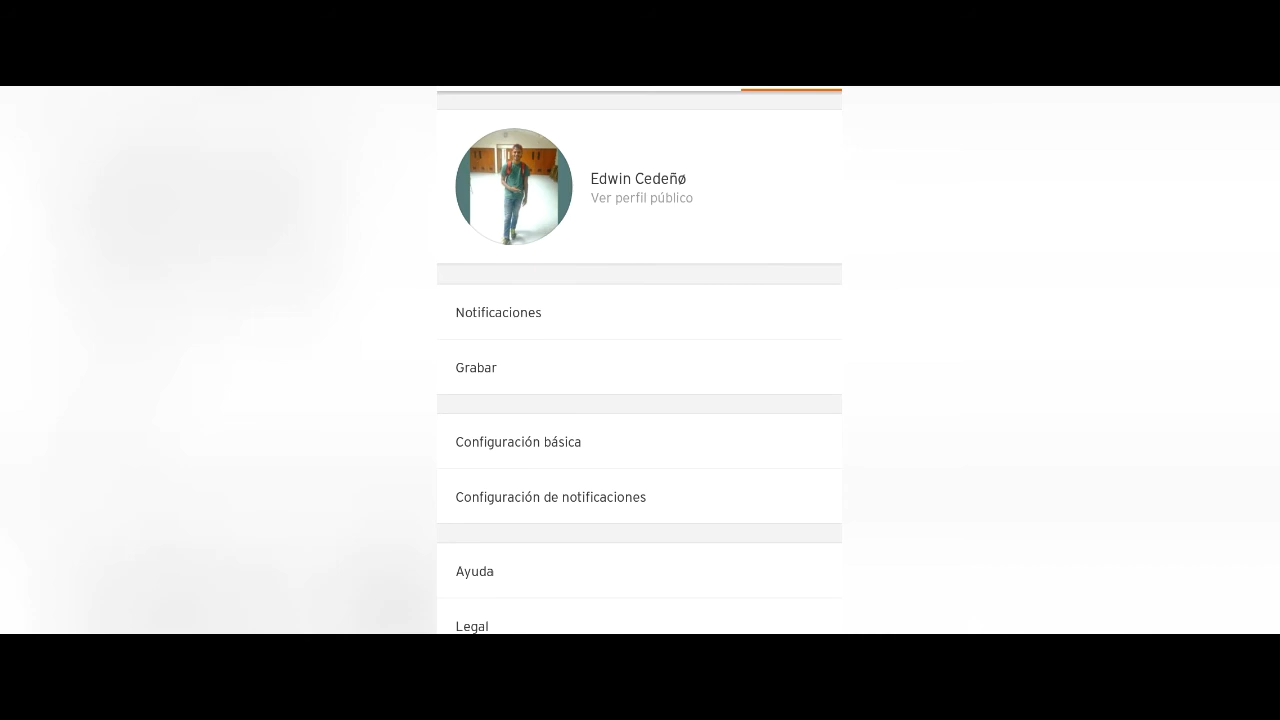 Edwin Cedeñø
Ver perfil público
Notificaciones
Grabar
Configuración básica
Configuración de notificaciones
Ayuda
Legal